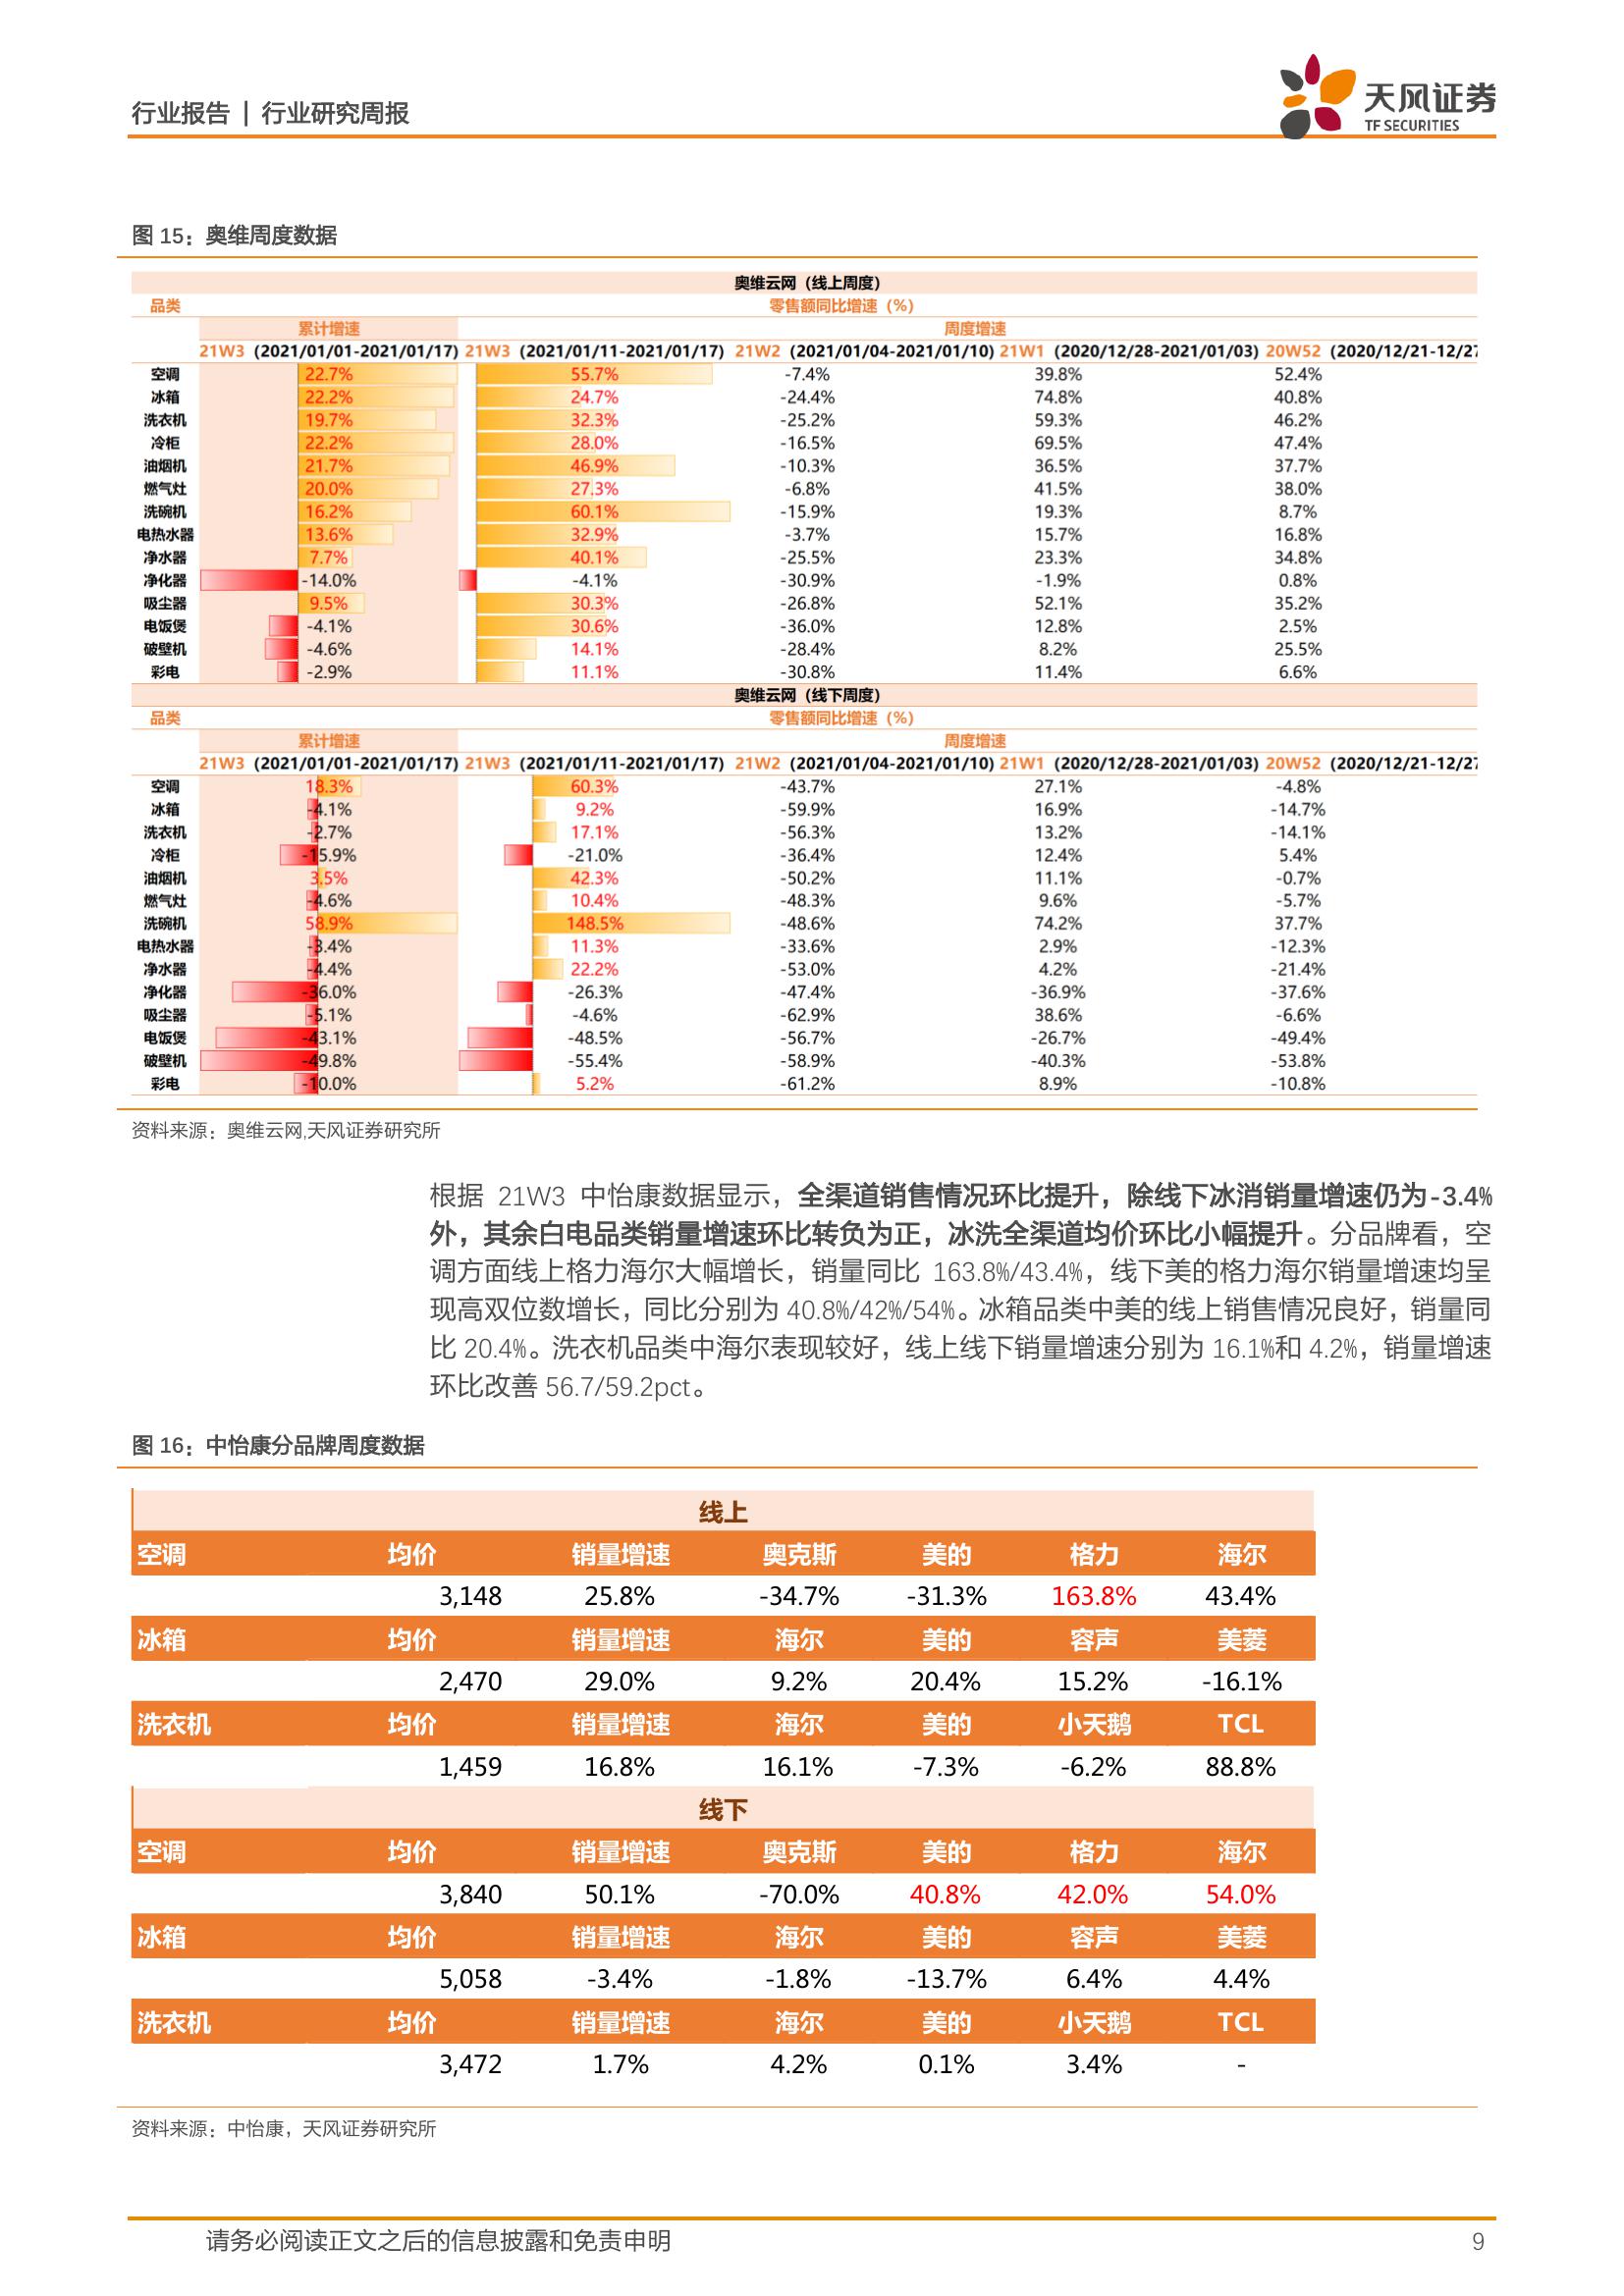 行业报告 | 行业研究周报
天风证券
TF SECURITIES
图 15：奥维周度数据
奥维云网（线上周度）
品类 零售额同比增速（%）
累计增速 周度增速
21W3（2021/01/01-2021/01/17) 21W3（2021/01/11-2021/01/17) 21W2（2021/01/04-2021/01/10) 21W1（2020/12/28-2021/01/03) 20W52（2020/12/21-12/27
空调 22.7% 55.7% -7.4% 39.8% 52.4%
冰箱 22.2% 24.7% -24.4% 74.8% 40.8%
洗衣机 19.7% 32.3% -25.2% 59.3% 46.2%
冷柜 22.2% 28.0% -16.5% 69.5% 47.4%
油烟机 21.7% 46.9% -10.3% 36.5% 37.7%
燃气灶 20.0% 27.3% -6.8% 41.5% 38.0%
洗碗机 16.2% 60.1% -15.9% 19.3% 8.7%
电热水器 13.6% 32.9% -3.7% 15.7% 16.8%
净水器 7.7% 40.1% -25.5% 23.3% 34.8%
净化器 -14.0% -4.1% -30.9% -1.9% 0.8%
吸尘器 9.5% 30.3% -26.8% 52.1% 35.2%
电饭煲 -4.1% 30.6% -36.0% 12.8% 2.5%
破壁机 -4.6% 14.1% -28.4% 8.2% 25.5%
彩电 -2.9% 11.1% -30.8% 11.4% 6.6%
奥维云网（线下周度）
品类 零售额同比增速（%）
累计增速 周度增速
21W3（2021/01/01-2021/01/17) 21W3（2021/01/11-2021/01/17) 21W2（2021/01/04-2021/01/10) 21W1（2020/12/28-2021/01/03) 20W52（2020/12/21-12/27
空调 18.3% 60.3% -43.7% 27.1% -4.8%
冰箱 -4.1% 9.2% -59.9% 16.9% -14.7%
洗衣机 -2.7% 17.1% -56.3% 13.2% -14.1%
冷柜 -15.9% -21.0% -36.4% 12.4% 5.4%
油烟机 3.5% 42.3% -50.2% 11.1% -0.7%
燃气灶 -4.6% 10.4% -48.3% 9.6% -5.7%
洗碗机 58.9% 148.5% -48.6% 74.2% 37.7%
电热水器 -3.4% 11.3% -33.6% 2.9% -12.3%
净水器 -4.4% 22.2% -53.0% 4.2% -21.4%
净化器 -36.0% -26.3% -47.4% -36.9% -37.6%
吸尘器 -5.1% -4.6% -62.9% 38.6% -6.6%
电饭煲 -43.1% -48.5% -56.7% -26.7% -49.4%
破壁机 -49.8% -55.4% -58.9% -40.3% -53.8%
彩电 -10.0% 5.2% -61.2% 8.9% -10.8%
资料来源：奥维云网,天风证券研究所
根据 21W3 中怡康数据显示，全渠道销售情况环比提升，除线下冰消销量增速仍为-3.4%
外，其余白电品类销量增速环比转负为正，冰洗全渠道均价环比小幅提升。分品牌看，空
调方面线上格力海尔大幅增长，销量同比 163.8%/43.4%，线下美的格力海尔销量增速均呈
现高双位数增长，同比分别为 40.8%/42%/54%。冰箱品类中美的线上销售情况良好，销量同
比 20.4%。洗衣机品类中海尔表现较好，线上线下销量增速分别为 16.1%和 4.2%，销量增速
环比改善 56.7/59.2pct。
图 16：中怡康分品牌周度数据
线上
空调 均价 销量增速 奥克斯 美的 格力 海尔
3,148 25.8% -34.7% -31.3% 163.8% 43.4%
冰箱 均价 销量增速 海尔 美的 容声 美菱
2,470 29.0% 9.2% 20.4% 15.2% -16.1%
洗衣机 均价 销量增速 海尔 美的 小天鹅 TCL
1,459 16.8% 16.1% -7.3% -6.2% 88.8%
线下
空调 均价 销量增速 奥克斯 美的 格力 海尔
3,840 50.1% -70.0% 40.8% 42.0% 54.0%
冰箱 均价 销量增速 海尔 美的 容声 美菱
5,058 -3.4% -1.8% -13.7% 6.4% 4.4%
洗衣机 均价 销量增速 海尔 美的 小天鹅 TCL
3,472 1.7% 4.2% 0.1% 3.4% -
资料来源：中怡康，天风证券研究所
请务必阅读正文之后的信息披露和免责申明 9